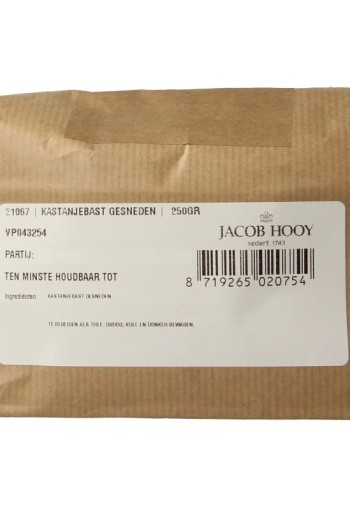 21067 | KASTANJEBAST GESNEDEN | 250GR
VP043254
PARTIJ:
TEN MINSTE HOUDBAAR TOT
Ingrediënten: KASTANJEBAST GESNEDEN
TE BEREIDEN ALS THEE. DROOG, KOEL EN DONKER BEWAREN.
JACOB HOOY
sedert 1743
8 719265 020754